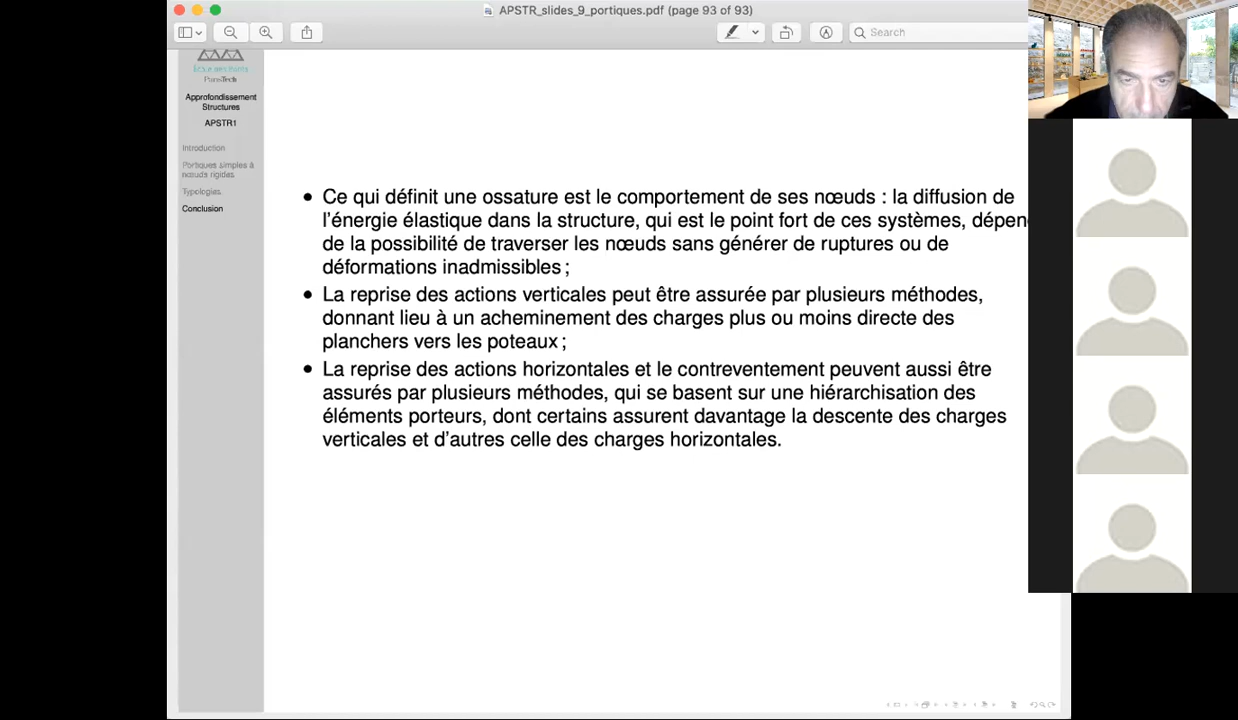 APSTR_slides_9_portiques.pdf (page 93 of 93)
Search
ParisTech
Approfondissement
Structures
APSTR1
Introduction
Portiques simples à
nœuds rigides
Typologies
Conclusion
• Ce qui définit une ossature est le comportement de ses nœuds : la diffusion de
l'énergie élastique dans la structure, qui est le point fort de ces systèmes, dépen
de la possibilité de traverser les nœuds sans générer de ruptures ou de
déformations inadmissibles ;
• La reprise des actions verticales peut être assurée par plusieurs méthodes,
donnant lieu à un acheminement des charges plus ou moins directe des
planchers vers les poteaux ;
• La reprise des actions horizontales et le contreventement peuvent aussi être
assurés par plusieurs méthodes, qui se basent sur une hiérarchisation des
éléments porteurs, dont certains assurent davantage la descente des charges
verticales et d'autres celle des charges horizontales.